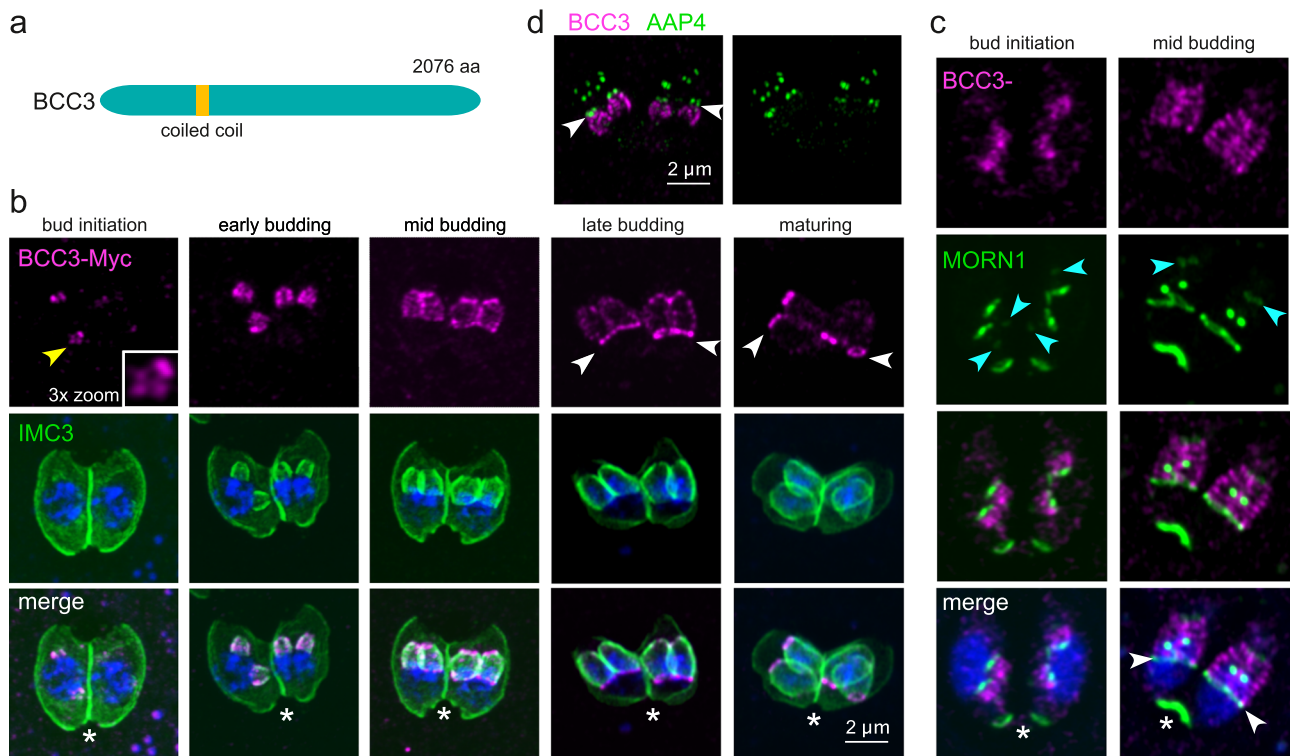 a
2076 aa
BCC3
coiled coil
b
bud initiation
early budding
mid budding
late budding
maturing
BCC3-Myc
3x zoom
IMC3
merge
*
*
*
*
*
2 µm
d
BCC3 AAP4
2 µm
c
bud initiation
mid budding
BCC3-
MORN1
merge
*
*